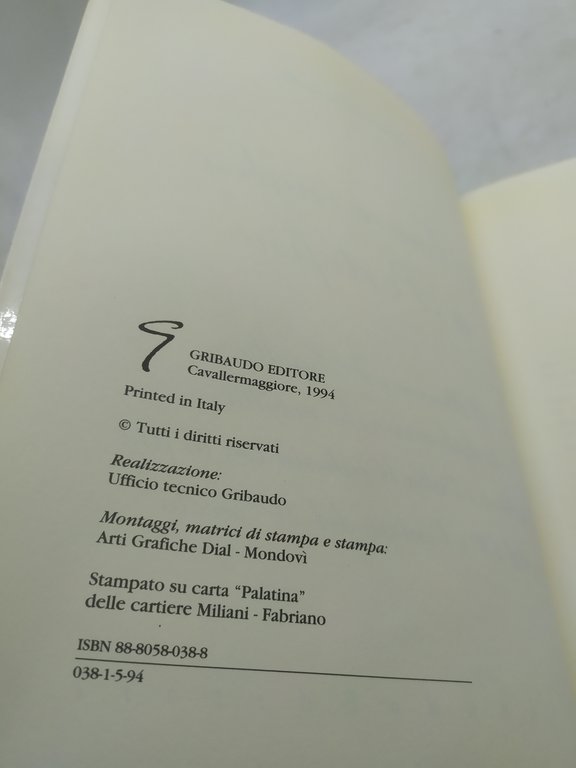 GRIBAUDO EDITORE
Cavallermaggiore, 1994
Printed in Italy
© Tutti i diritti riservati
Realizzazione:
Ufficio tecnico Gribaudo
Montaggi, matrici di stampa e stampa:
Arti Grafiche Dial - Mondovì
Stampato su carta “Palatina”
delle cartiere Miliani - Fabriano
ISBN 88-8058-038-8
038-1-5-94